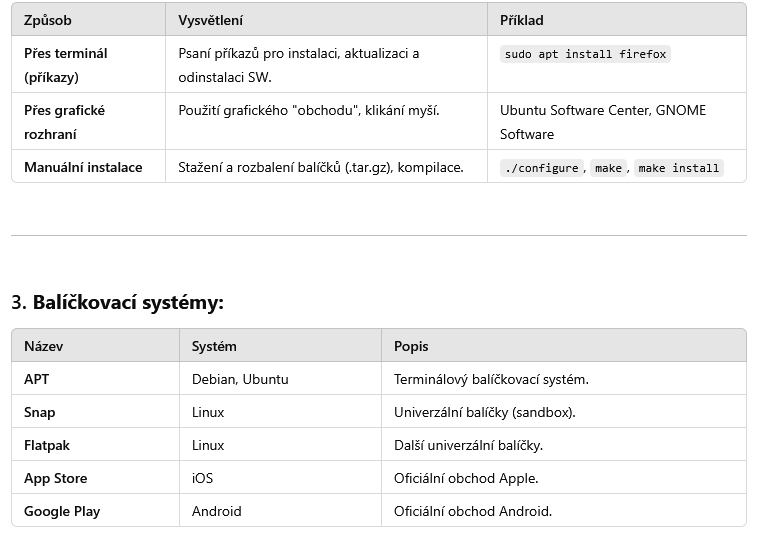 Způsob Vysvětlení Příklad
Přes terminál Psaní příkazů pro instalaci, aktualizaci a sudo apt install firefox
(příkazy) odinstalaci SW.
Přes grafické Použití grafického "obchodu", klikání myší. Ubuntu Software Center, GNOME
rozhraní Software
Manuální instalace Stažení a rozbalení balíčků (.tar.gz), kompilace. ./configure, make, make install
3. Balíčkovací systémy:
Název Systém Popis
APT Debian, Ubuntu Terminálový balíčkovací systém.
Snap Linux Univerzální balíčky (sandbox).
Flatpak Linux Další univerzální balíčky.
App Store iOS Oficiální obchod Apple.
Google Play Android Oficiální obchod Android.